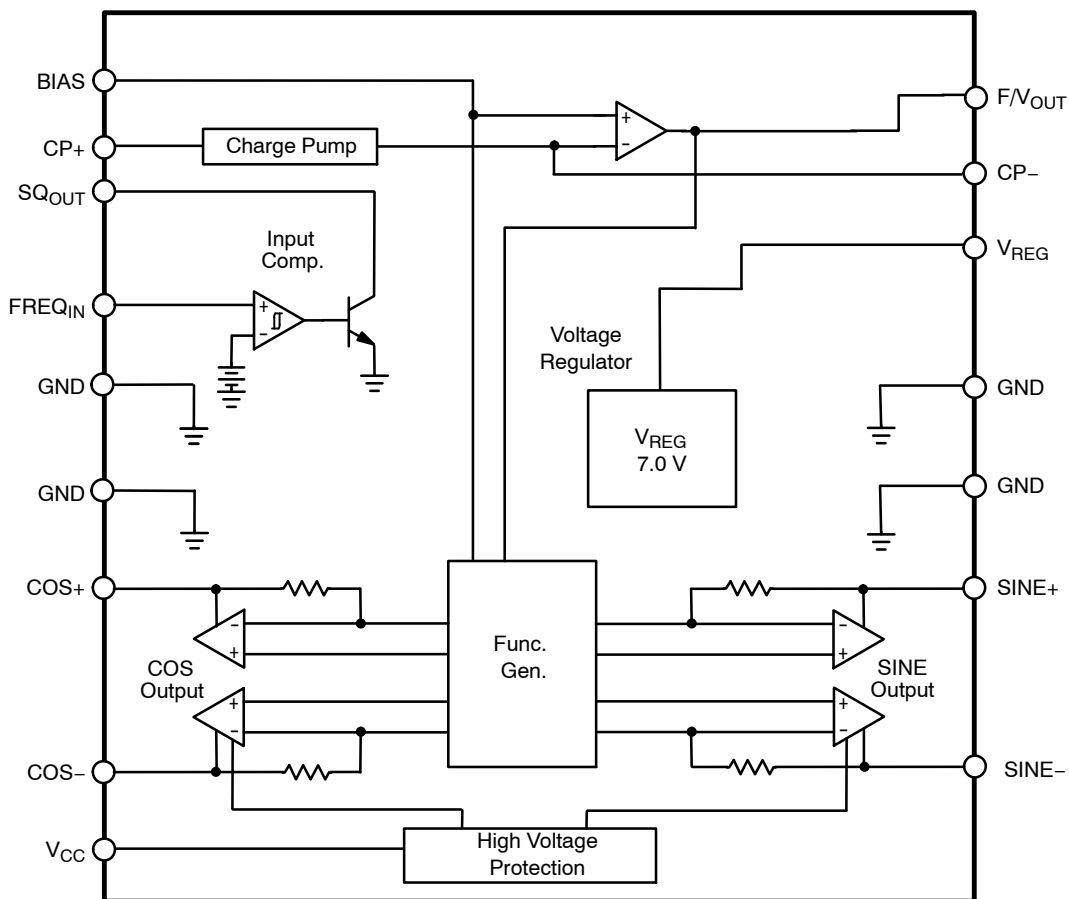 BIAS
CP+
SQOUT
FREQIN
GND
GND
COS+
COS−
VCC
Charge Pump
Input
Comp.
+
−
+
−
F/VOUT
CP−
VREG
GND
GND
SINE+
SINE−
Voltage
Regulator
VREG
7.0 V
Func.
Gen.
−
+
COS
Output
+
−
−
+
SINE
Output
+
−
High Voltage
Protection